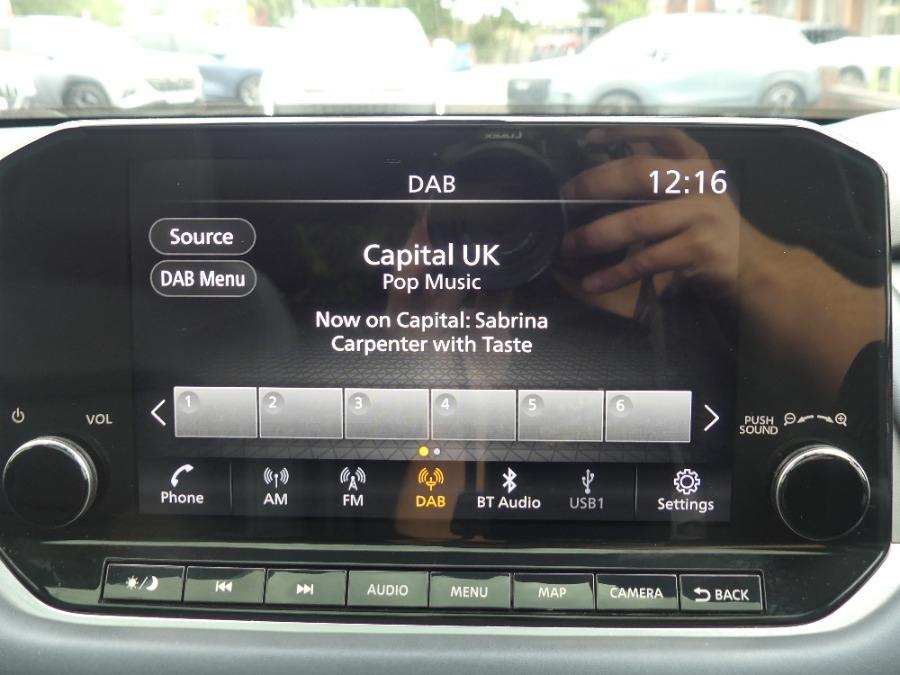 DAB
12:16
Source
DAB Menu
Capital UK
Pop Music
Now on Capital: Sabrina
Carpenter with Taste
1 2 3 4 5 6
VOL
PUSH
SOUND
Phone
AM
FM
DAB
BT Audio
USB1
Settings
AUDIO
MENU
MAP
CAMERA
BACK